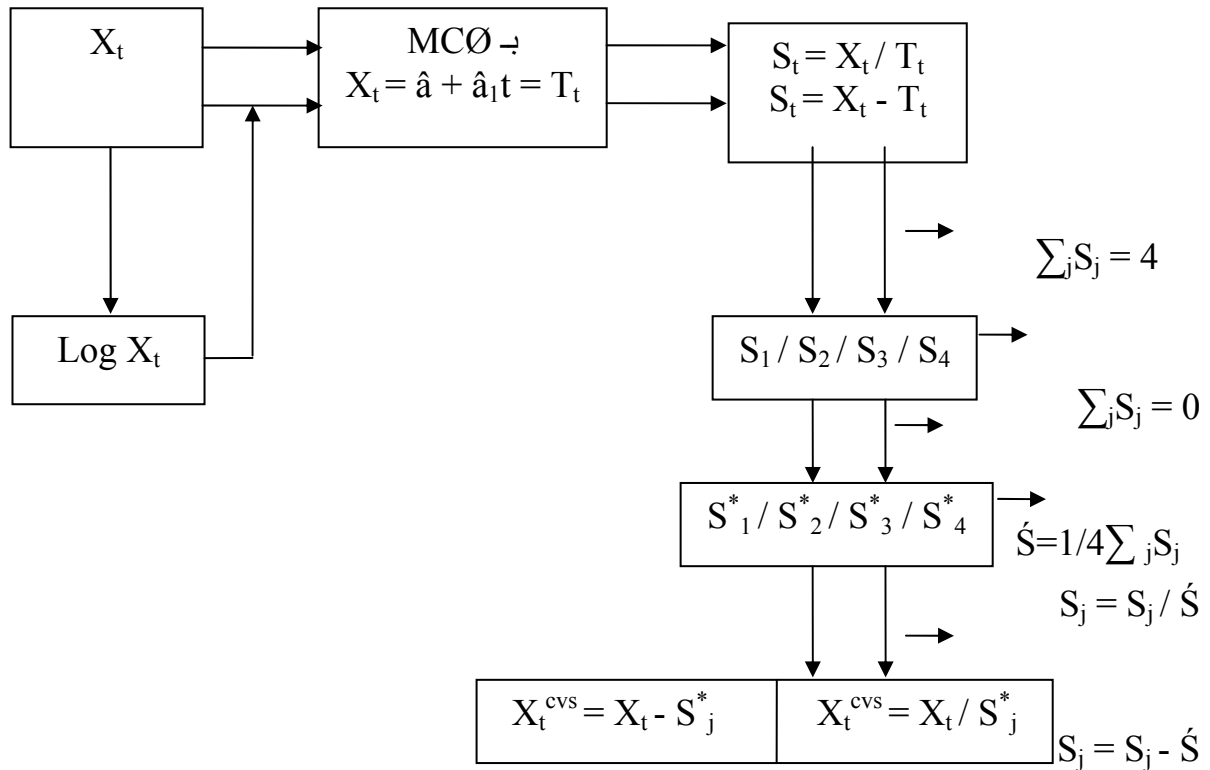 Xₜ
MCØ بـ
Xₜ = â + â₁t = Tₜ
Sₜ = Xₜ / Tₜ
Sₜ = Xₜ - Tₜ
∑ⱼSⱼ = 4
Log Xₜ
S₁ / S₂ / S₃ / S₄
∑ⱼSⱼ = 0
S*₁ / S*₂ / S*₃ / S*₄
Ś=1/4∑ ⱼSⱼ
Sⱼ = Sⱼ / Ś
Xₜᶜᵛˢ = Xₜ - S*ⱼ
Xₜᶜᵛˢ = Xₜ / S*ⱼ
Sⱼ = Sⱼ - Ś